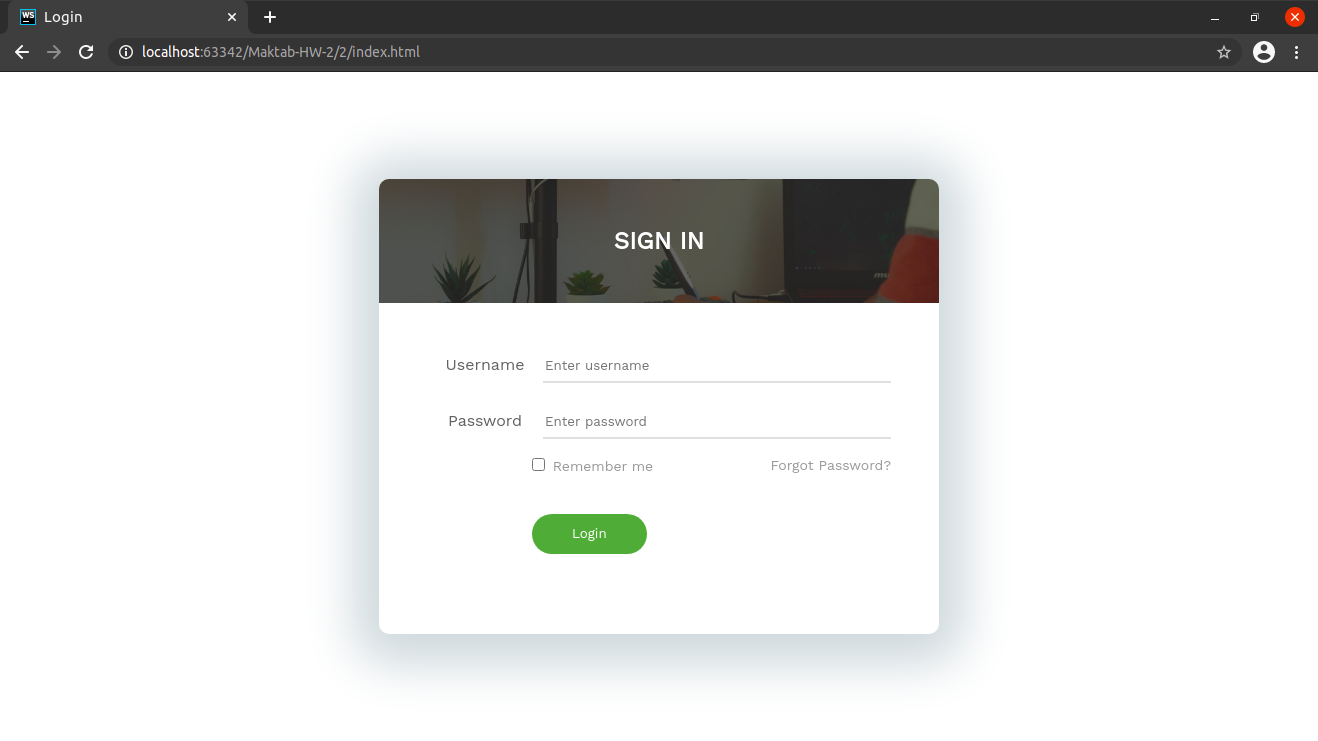 WS Login
localhost:63342/Maktab-HW-2/2/index.html
SIGN IN
msi
Username Enter username
Password Enter password
Remember me Forgot Password?
Login